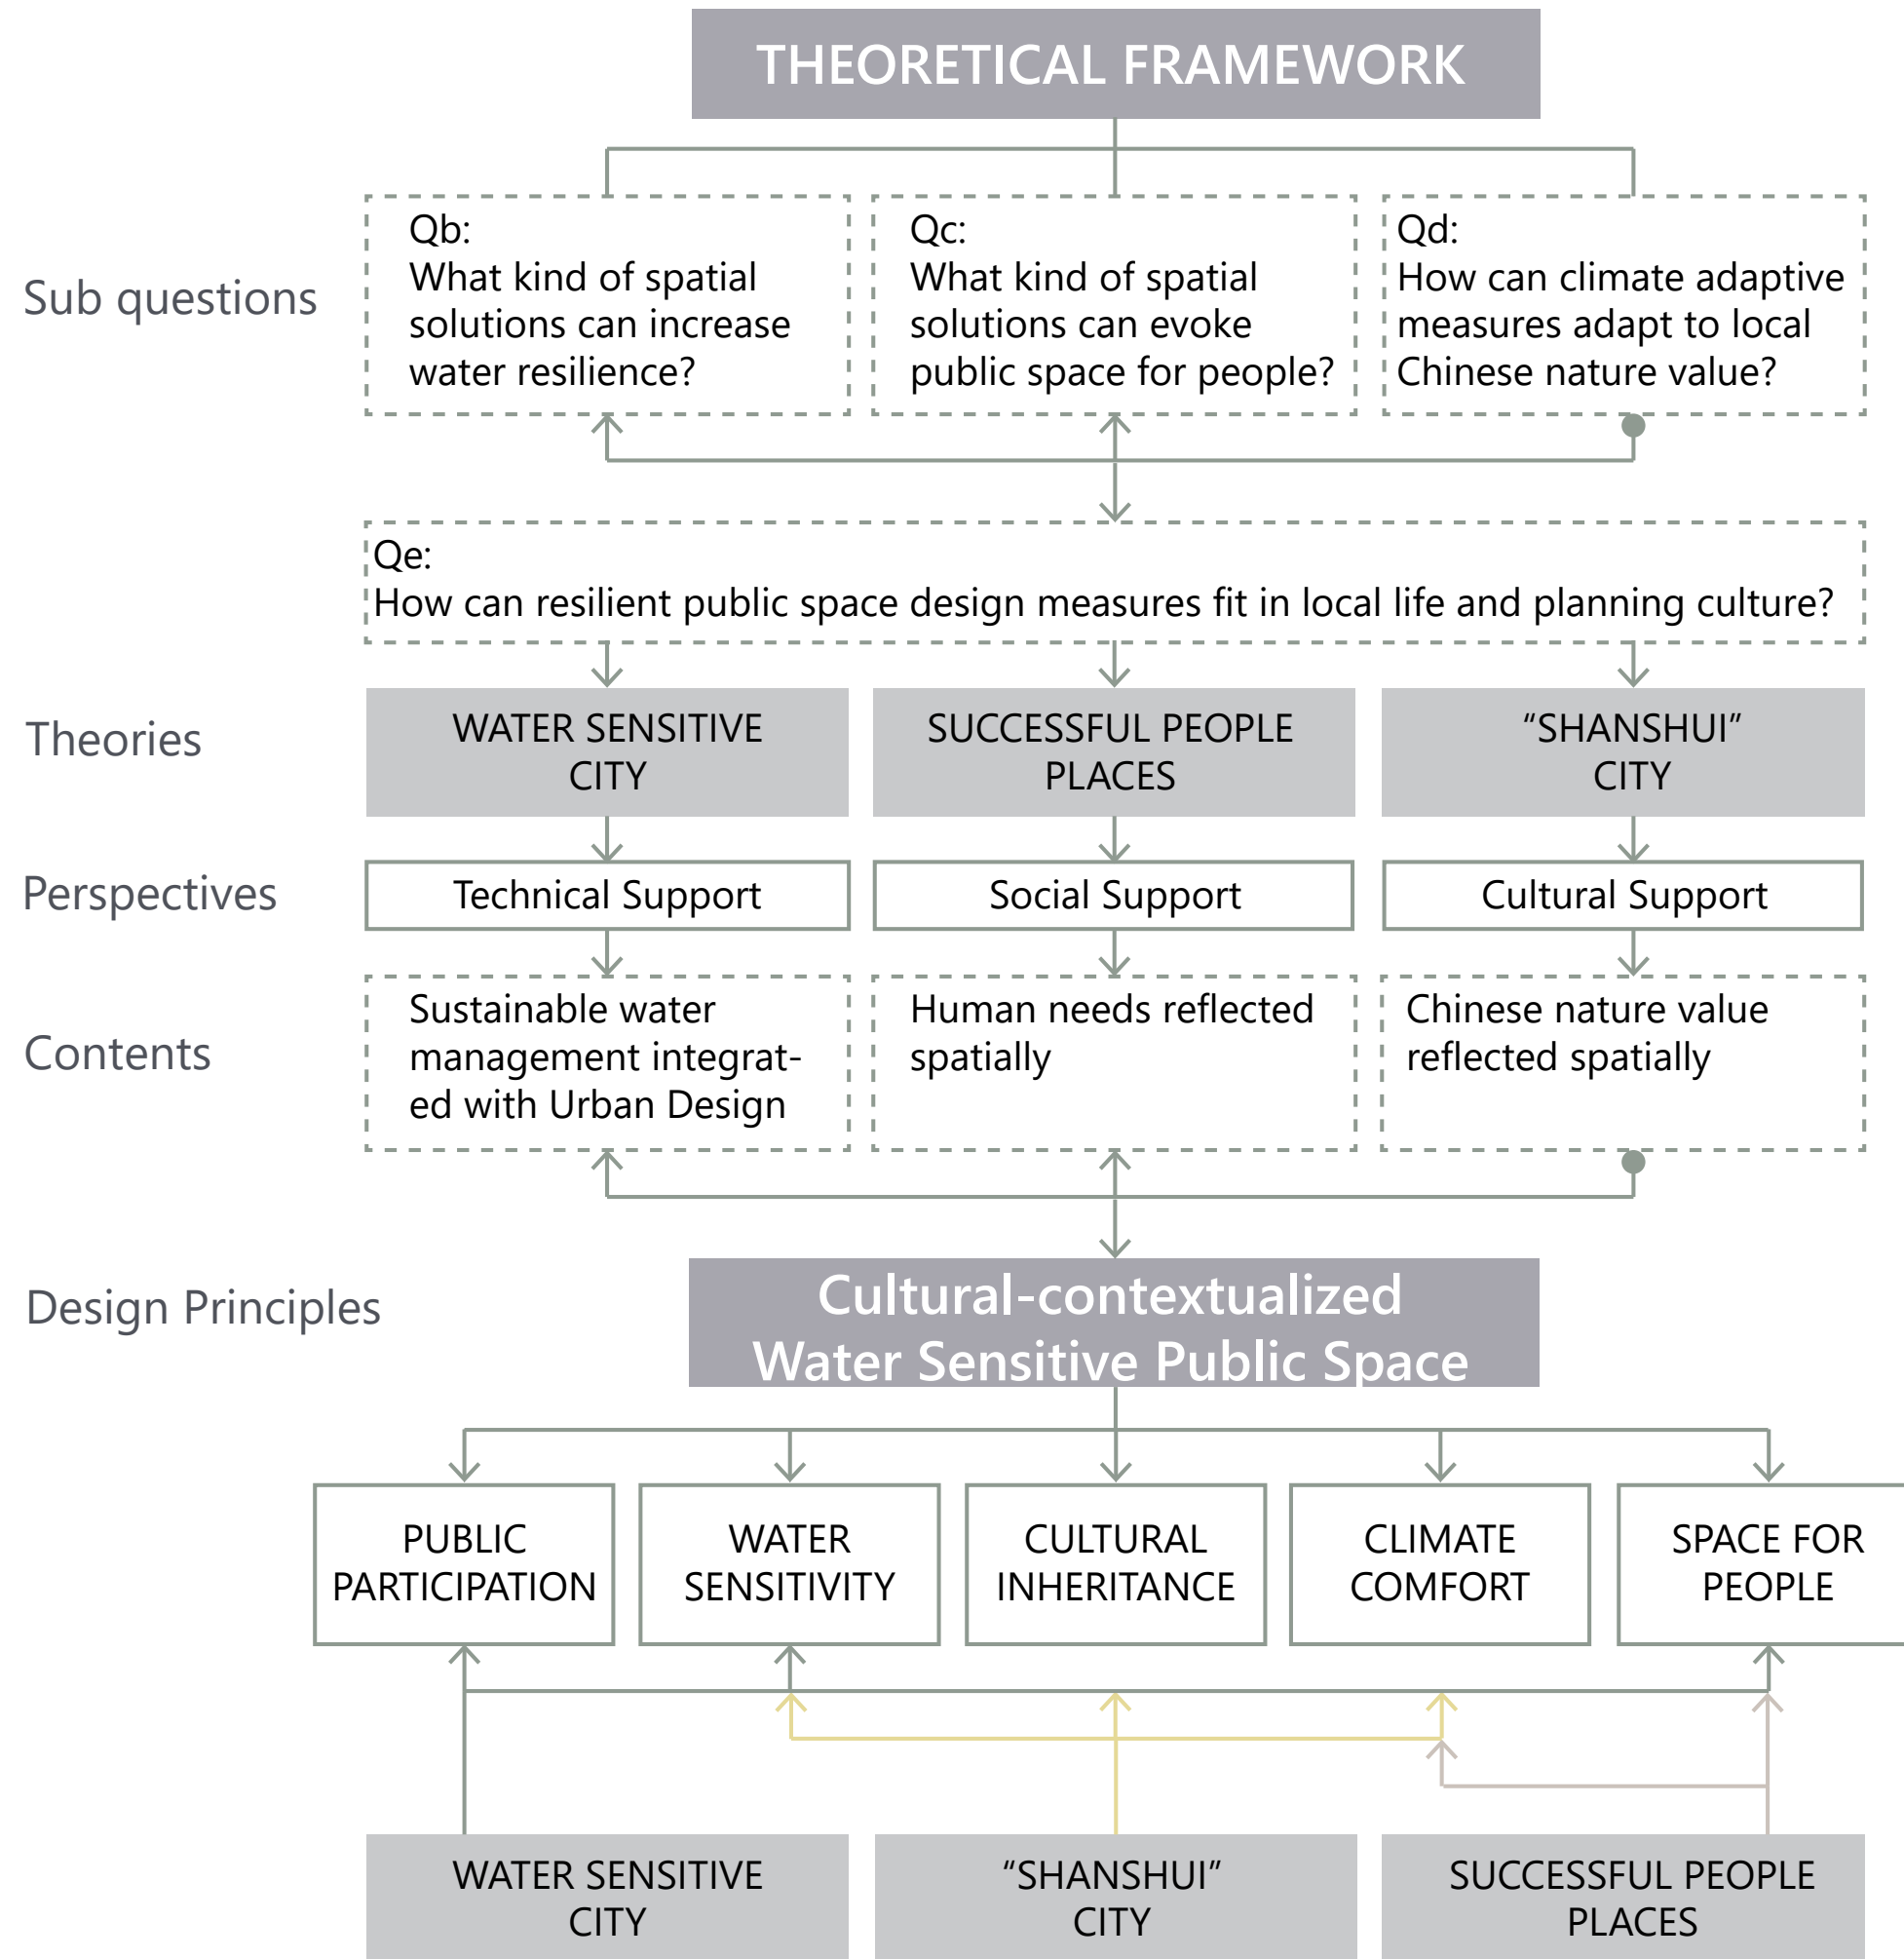 THEORETICAL FRAMEWORK
Sub questions
Qb:
What kind of spatial
solutions can increase
water resilience?
Qc:
What kind of spatial
solutions can evoke
public space for people?
Qd:
How can climate adaptive
measures adapt to local
Chinese nature value?
Qe:
How can resilient public space design measures fit in local life and planning culture?
Theories
WATER SENSITIVE
CITY
SUCCESSFUL PEOPLE
PLACES
“SHANSHUI”
CITY
Perspectives
Technical Support
Social Support
Cultural Support
Contents
Sustainable water
management integrat-
ed with Urban Design
Human needs reflected
spatially
Chinese nature value
reflected spatially
Design Principles
Cultural-contextualized
Water Sensitive Public Space
PUBLIC
PARTICIPATION
WATER
SENSITIVITY
CULTURAL
INHERITANCE
CLIMATE
COMFORT
SPACE FOR
PEOPLE
WATER SENSITIVE
CITY
“SHANSHUI”
CITY
SUCCESSFUL PEOPLE
PLACES